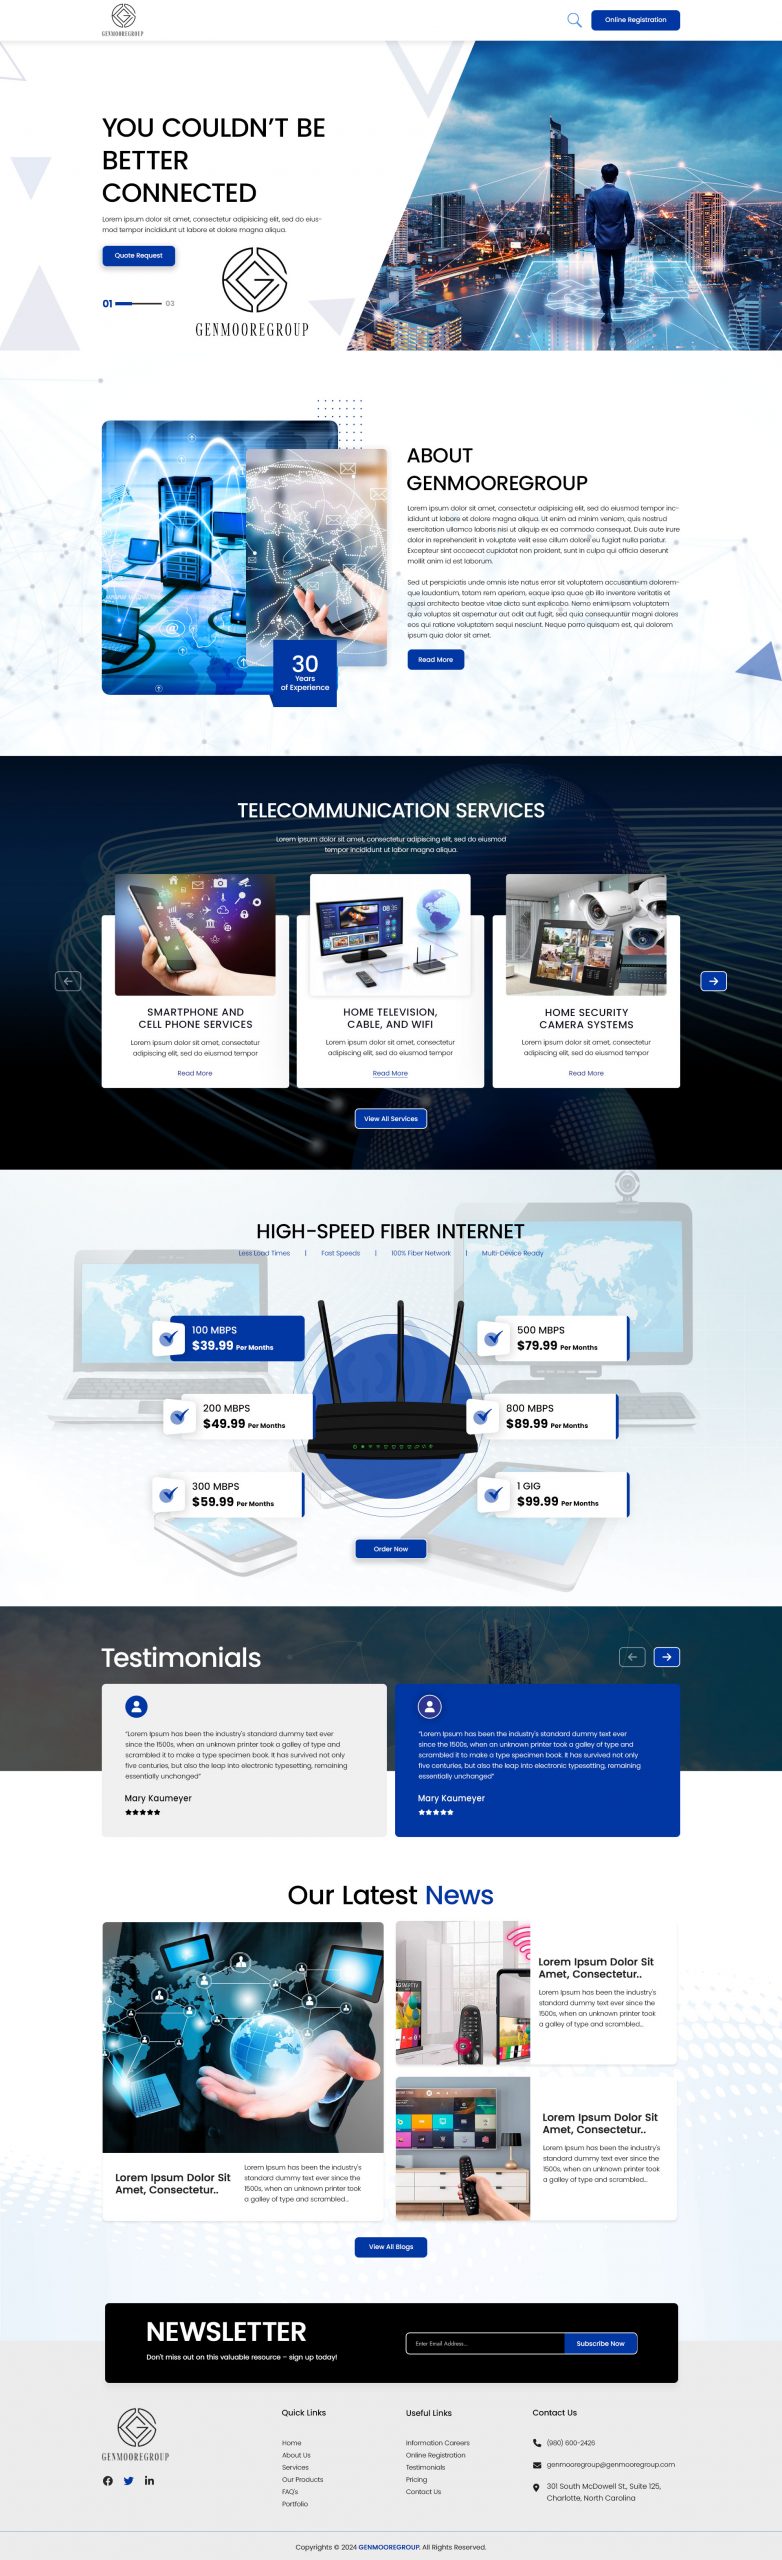 GENMOOREGROUP
Online Registration
YOU COULDN'T BE
BETTER
CONNECTED
Lorem ipsum dolor sit amet, consectetur adipisicing elit, sed do eius-
mod tempor incididunt ut labore et dolore magna aliqua.
Quote Request
GENMOOREGROUP
01 03
ABOUT
GENMOOREGROUP
Lorem ipsum dolor sit amet, consectetur adipisicing elit, sed do eiusmod tempor inc-
ididunt ut labore et dolore magna aliqua. Ut enim ad minim veniam, quis nostrud
exercitation ullamco laboris nisi ut aliquip ex ea commodo consequat. Duis aute irure
dolor in reprehenderit in voluptate velit esse cillum dolore eu fugiat nulla pariatur.
Excepteur sint occaecat cupidatat non proident, sunt in culpa qui officia deserunt
mollit anim id est laborum.
Sed ut perspiciatis unde omnis iste natus error sit voluptatem accusantium dolorem-
que laudantium, totam rem aperiam, eaque ipsa quae ab illo inventore veritatis et
quasi architecto beatae vitae dicta sunt explicabo. Nemo enim ipsam voluptatem
quia voluptas sit aspernatur aut odit aut fugit, sed quia consequuntur magni dolores
eos qui ratione voluptatem sequi nesciunt. Neque porro quisquam est, qui dolorem
ipsum quia dolor sit amet.
Read More
30
Years
of Experience
TELECOMMUNICATION SERVICES
Lorem ipsum dolor sit amet, consectetur adipiscing elit, sed do eiusmod
tempor incididunt ut labor magna aliqua.
SMARTPHONE AND
CELL PHONE SERVICES
Lorem ipsum dolor sit amet, consectetur
adipiscing elit, sed do eiusmod tempor
Read More
HOME TELEVISION,
CABLE, AND WIFI
Lorem ipsum dolor sit amet, consectetur
adipiscing elit, sed do eiusmod tempor
Read More
HOME SECURITY
CAMERA SYSTEMS
Lorem ipsum dolor sit amet, consectetur
adipiscing elit, sed do eiusmod tempor
Read More
View All Services
HIGH-SPEED FIBER INTERNET
Less Load Times | Fast Speeds | 100% Fiber Network | Multi-Device Ready
100 MBPS
$39.99 Per Months
500 MBPS
$79.99 Per Months
200 MBPS
$49.99 Per Months
800 MBPS
$89.99 Per Months
300 MBPS
$59.99 Per Months
1 GIG
$99.99 Per Months
Order Now
Testimonials
"Lorem Ipsum has been the industry's standard dummy text ever
since the 1500s, when an unknown printer took a galley of type and
scrambled it to make a type specimen book. It has survived not only
five centuries, but also the leap into electronic typesetting, remaining
essentially unchanged"
Mary Kaumeyer
"Lorem Ipsum has been the industry's standard dummy text ever
since the 1500s, when an unknown printer took a galley of type and
scrambled it to make a type specimen book. It has survived not only
five centuries, but also the leap into electronic typesetting, remaining
essentially unchanged"
Mary Kaumeyer
Our Latest News
Lorem Ipsum Dolor Sit
Amet, Consectetur..
Lorem Ipsum has been the industry's
standard dummy text ever since the
1500s, when an unknown printer took
a galley of type and scrambled...
Lorem Ipsum Dolor Sit
Amet, Consectetur..
Lorem Ipsum has been the industry's
standard dummy text ever since the
1500s, when an unknown printer took
a galley of type and scrambled...
Lorem Ipsum Dolor Sit
Amet, Consectetur..
Lorem Ipsum has been the industry's
standard dummy text ever since the
1500s, when an unknown printer took
a galley of type and scrambled...
View All Blogs
NEWSLETTER
Don't miss out on this valuable resource – sign up today!
Enter Email Address...
Subscribe Now
GENMOOREGROUP
Quick Links
Home
About Us
Services
Our Products
FAQ's
Portfolio
Useful Links
Information Careers
Online Registration
Testimonials
Pricing
Contact Us
Contact Us
(980) 600-2426
genmooregroup@genmooregroup.com
301 South McDowell St., Suite 125,
Charlotte, North Carolina
Copyrights © 2024 GENMOOREGROUP. All Rights Reserved.